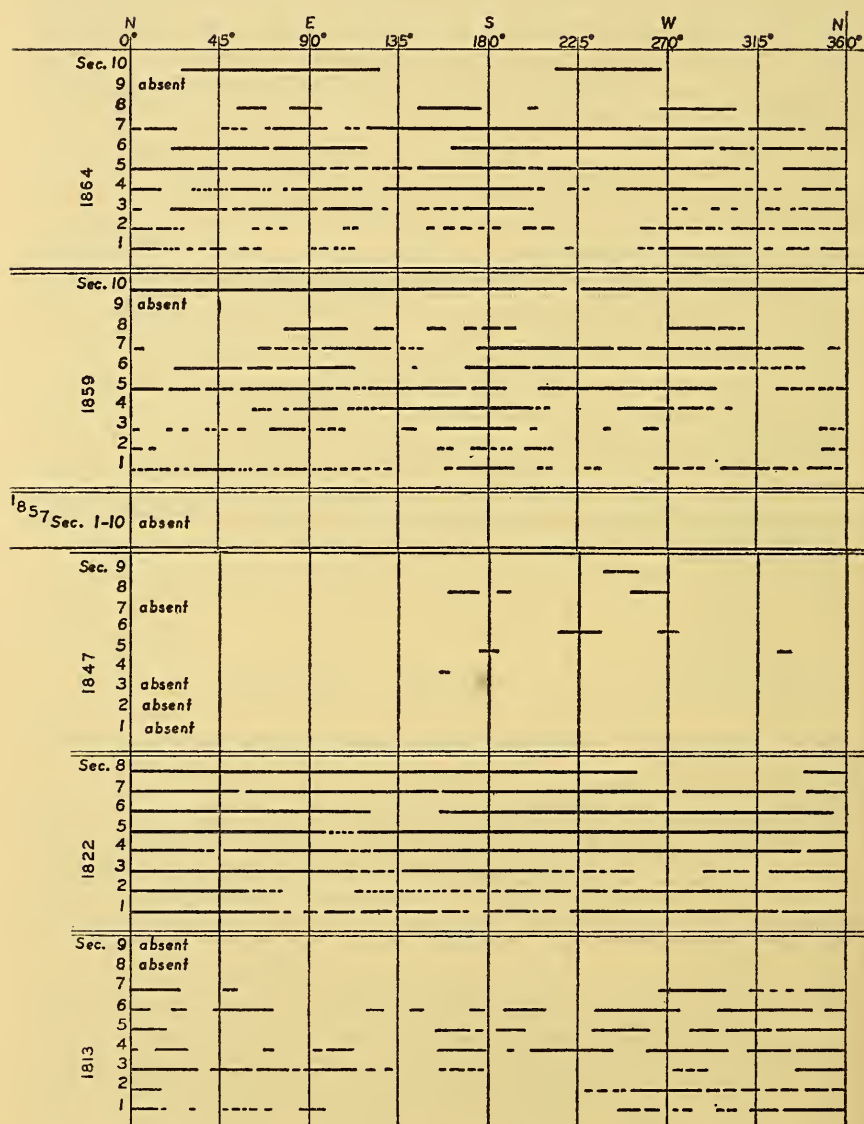 N E S W N
0° 45° 90° 135° 180° 225° 270° 315° 360°
1864
Sec. 10
9 absent
8
7
6
5
4
3
2
1
1859
Sec. 10
9 absent
8
7
6
5
4
3
2
1
1857 Sec. 1-10 absent
1847
Sec. 9
8
7 absent
6
5
4
3 absent
2 absent
1 absent
1822
Sec. 8
7
6
5
4
3
2
1
1813
Sec. 9 absent
8 absent
7
6
5
4
3
2
1